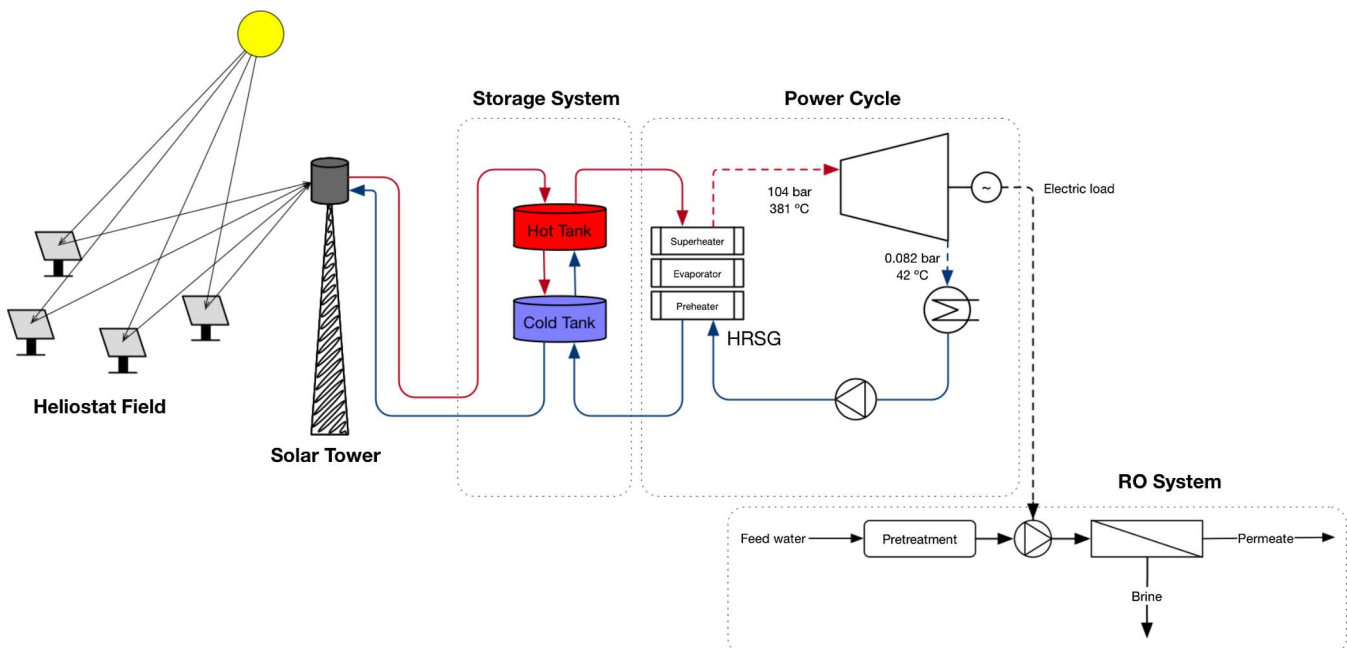 Storage System
Power Cycle
104 bar
381 ºC
~
Electric load
Hot Tank
Superheater
0.082 bar
42 ºC
Evaporator
Preheater
Cold Tank
HRSG
Heliostat Field
Solar Tower
RO System
Feed water
Pretreatment
Permeate
Brine